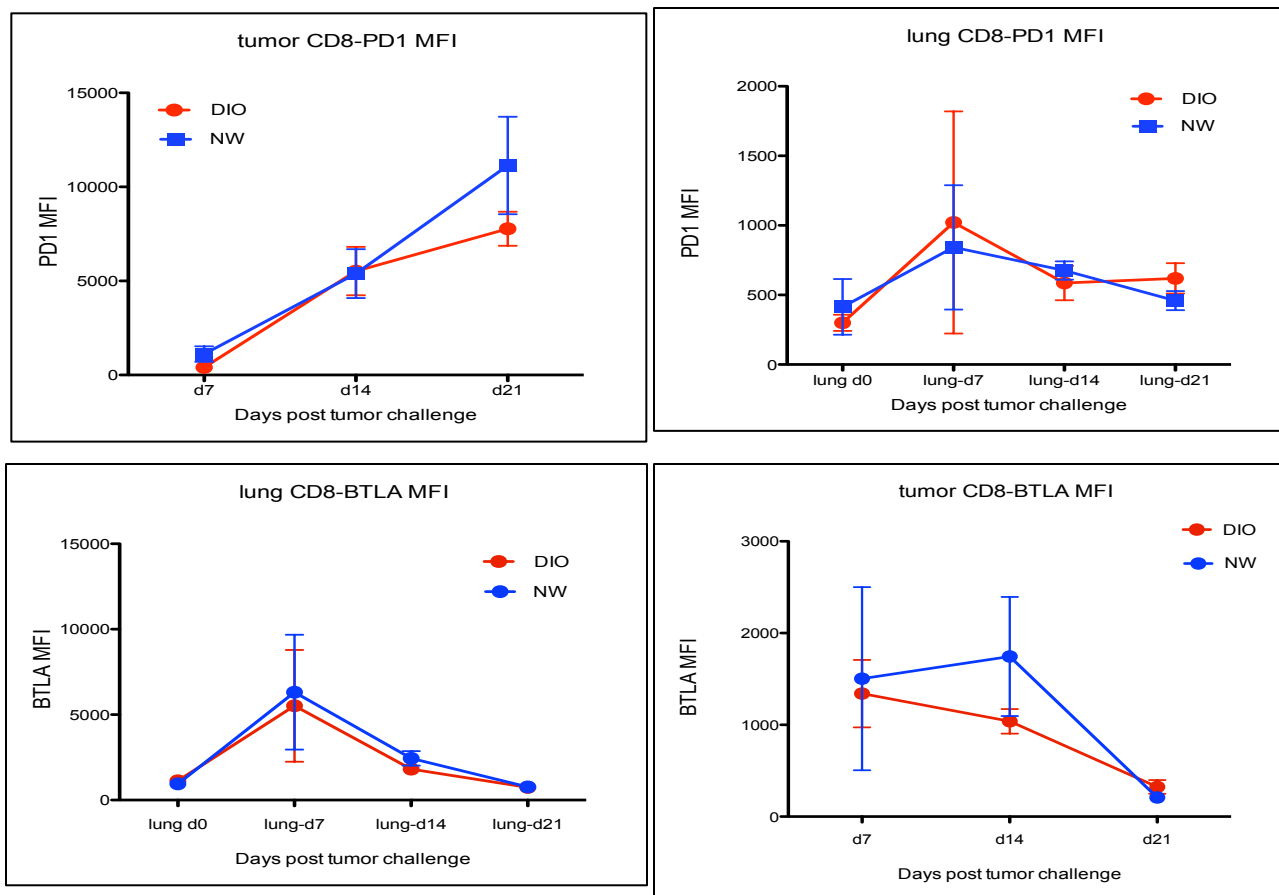 tumor CD8-PD1 MFI
15000
10000
5000
0
PD1 MFI
DIO
NW
d7
d14
d21
Days post tumor challenge
lung CD8-PD1 MFI
2000
1500
1000
500
0
PD1 MFI
DIO
NW
lung d0
lung-d7
lung-d14
lung-d21
Days post tumor challenge
lung CD8-BTLA MFI
15000
10000
5000
0
BTLA MFI
DIO
NW
lung d0
lung-d7
lung-d14
lung-d21
Days post tumor challenge
tumor CD8-BTLA MFI
3000
2000
1000
0
BTLA MFI
DIO
NW
d7
d14
d21
Days post tumor challenge